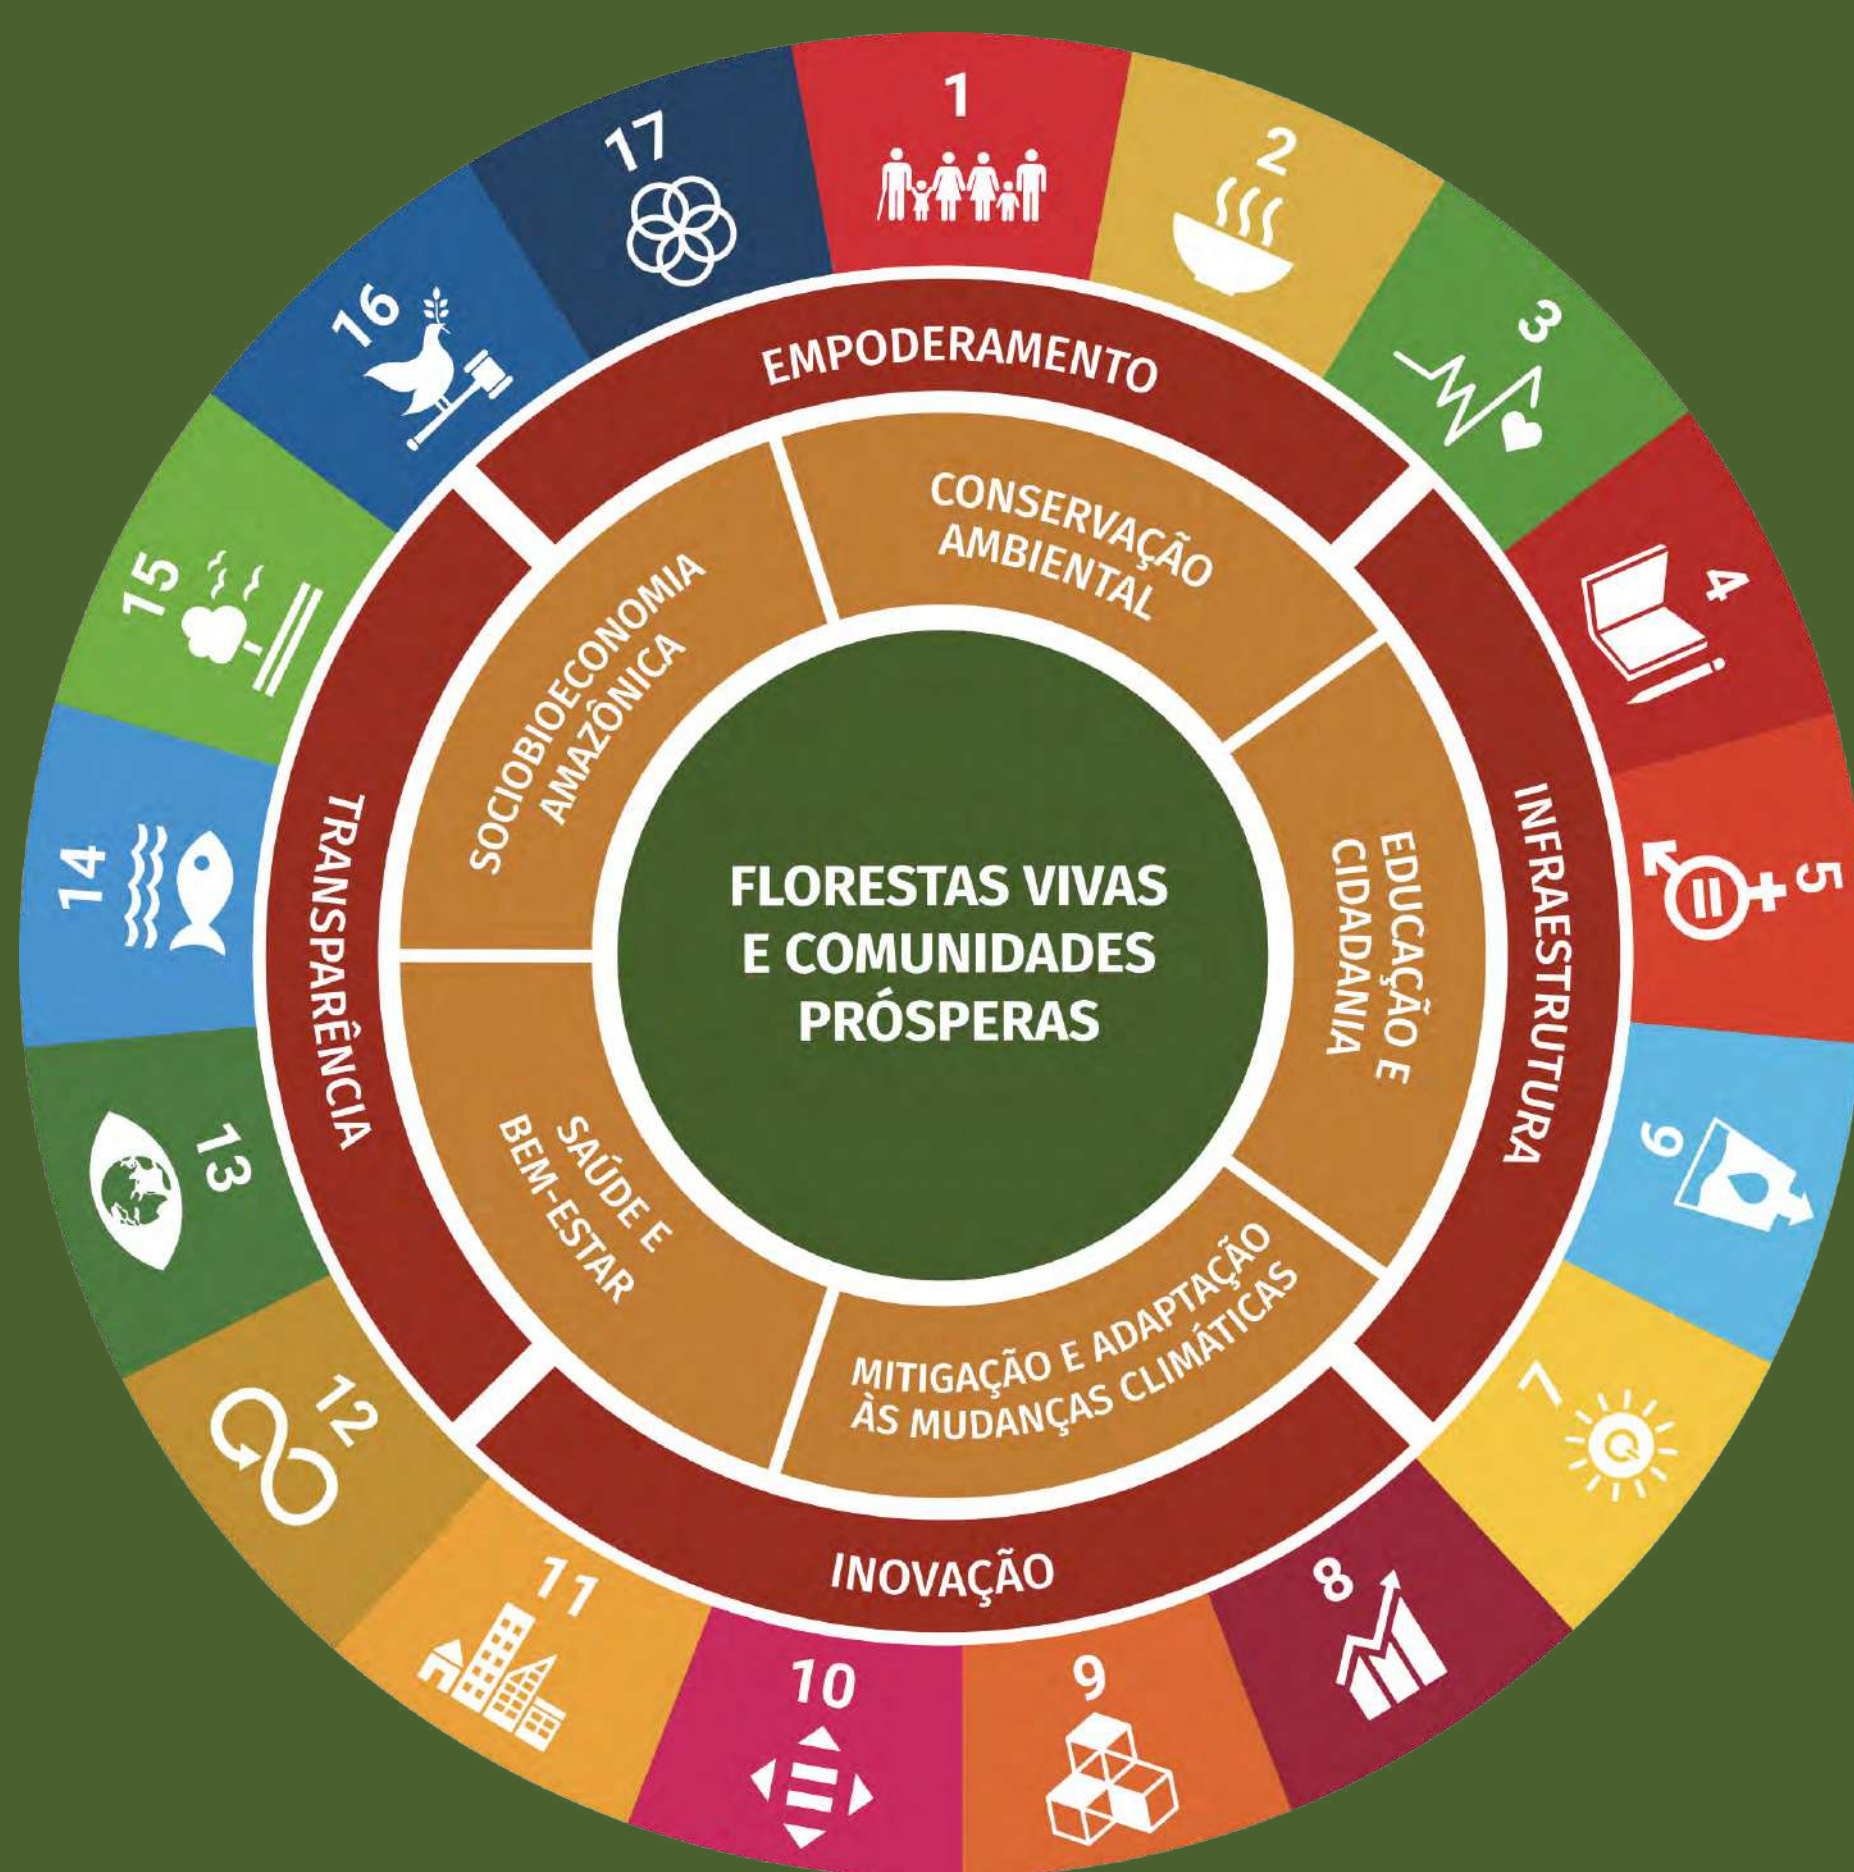 1
2
3
4
5
6
7
8
9
10
11
12
13
14
15
16
17
EMPODERAMENTO
INFRAESTRUTURA
INOVAÇÃO
TRANSPARÊNCIA
CONSERVAÇÃO
AMBIENTAL
EDUCAÇÃO E
CIDADANIA
MITIGAÇÃO E ADAPTAÇÃO
ÀS MUDANÇAS CLIMÁTICAS
SAÚDE E
BEM-ESTAR
SOCIOBIOECONOMIA
AMAZÔNICA
FLORESTAS VIVAS
E COMUNIDADES
PRÓSPERAS